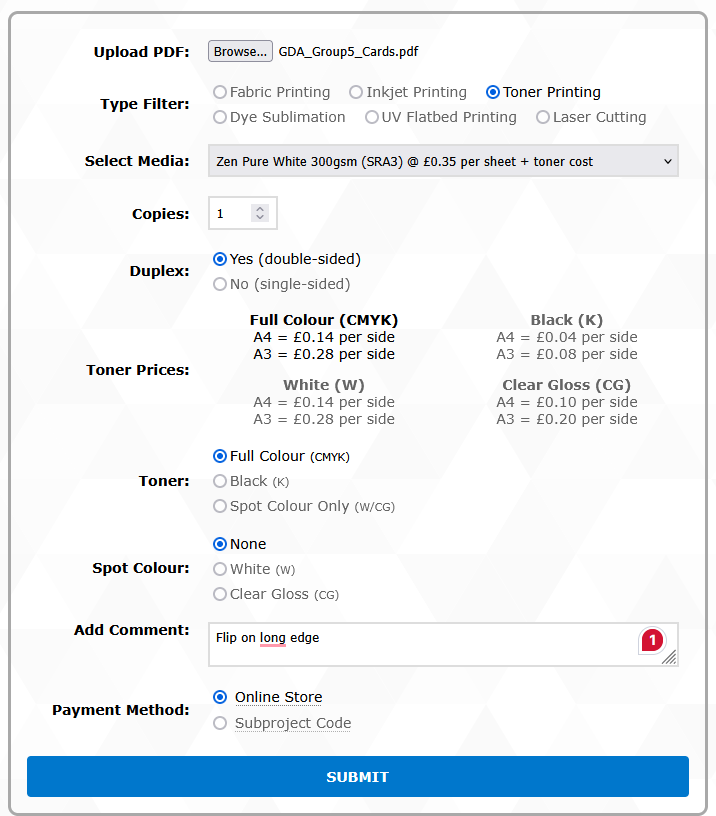 Upload PDF: Browse... GDA_Group5_Cards.pdf
Type Filter:
Fabric Printing Inkjet Printing Toner Printing
Dye Sublimation UV Flatbed Printing Laser Cutting
Select Media: Zen Pure White 300gsm (SRA3) @ £0.35 per sheet + toner cost
Copies: 1
Duplex:
Yes (double-sided)
No (single-sided)
Toner Prices:
Full Colour (CMYK)
A4 = £0.14 per side
A3 = £0.28 per side
Black (K)
A4 = £0.04 per side
A3 = £0.08 per side
White (W)
A4 = £0.14 per side
A3 = £0.28 per side
Clear Gloss (CG)
A4 = £0.10 per side
A3 = £0.20 per side
Toner:
Full Colour (CMYK)
Black (K)
Spot Colour Only (W/CG)
Spot Colour:
None
White (W)
Clear Gloss (CG)
Add Comment: Flip on long edge 1
Payment Method:
Online Store
Subproject Code
SUBMIT